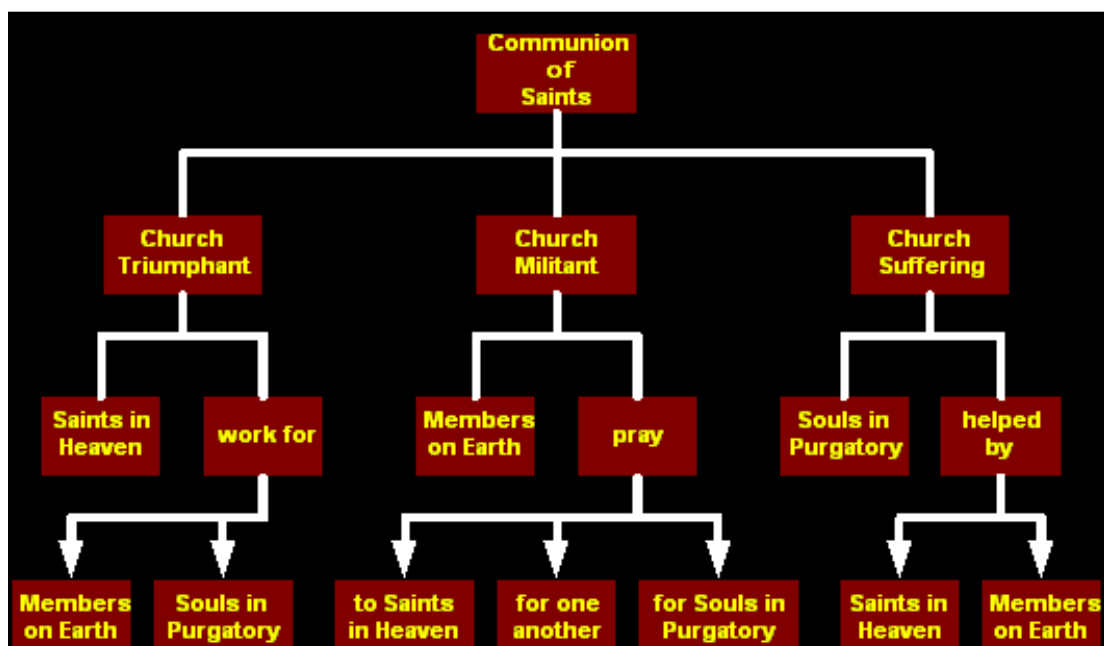 Communion
of
Saints
Church
Triumphant
Church
Militant
Church
Suffering
Saints in
Heaven
work for
Members
on Earth
pray
Souls in
Purgatory
helped
by
Members
on Earth
Souls in
Purgatory
to Saints
in Heaven
for one
another
for Souls in
Purgatory
Saints in
Heaven
Members
on Earth